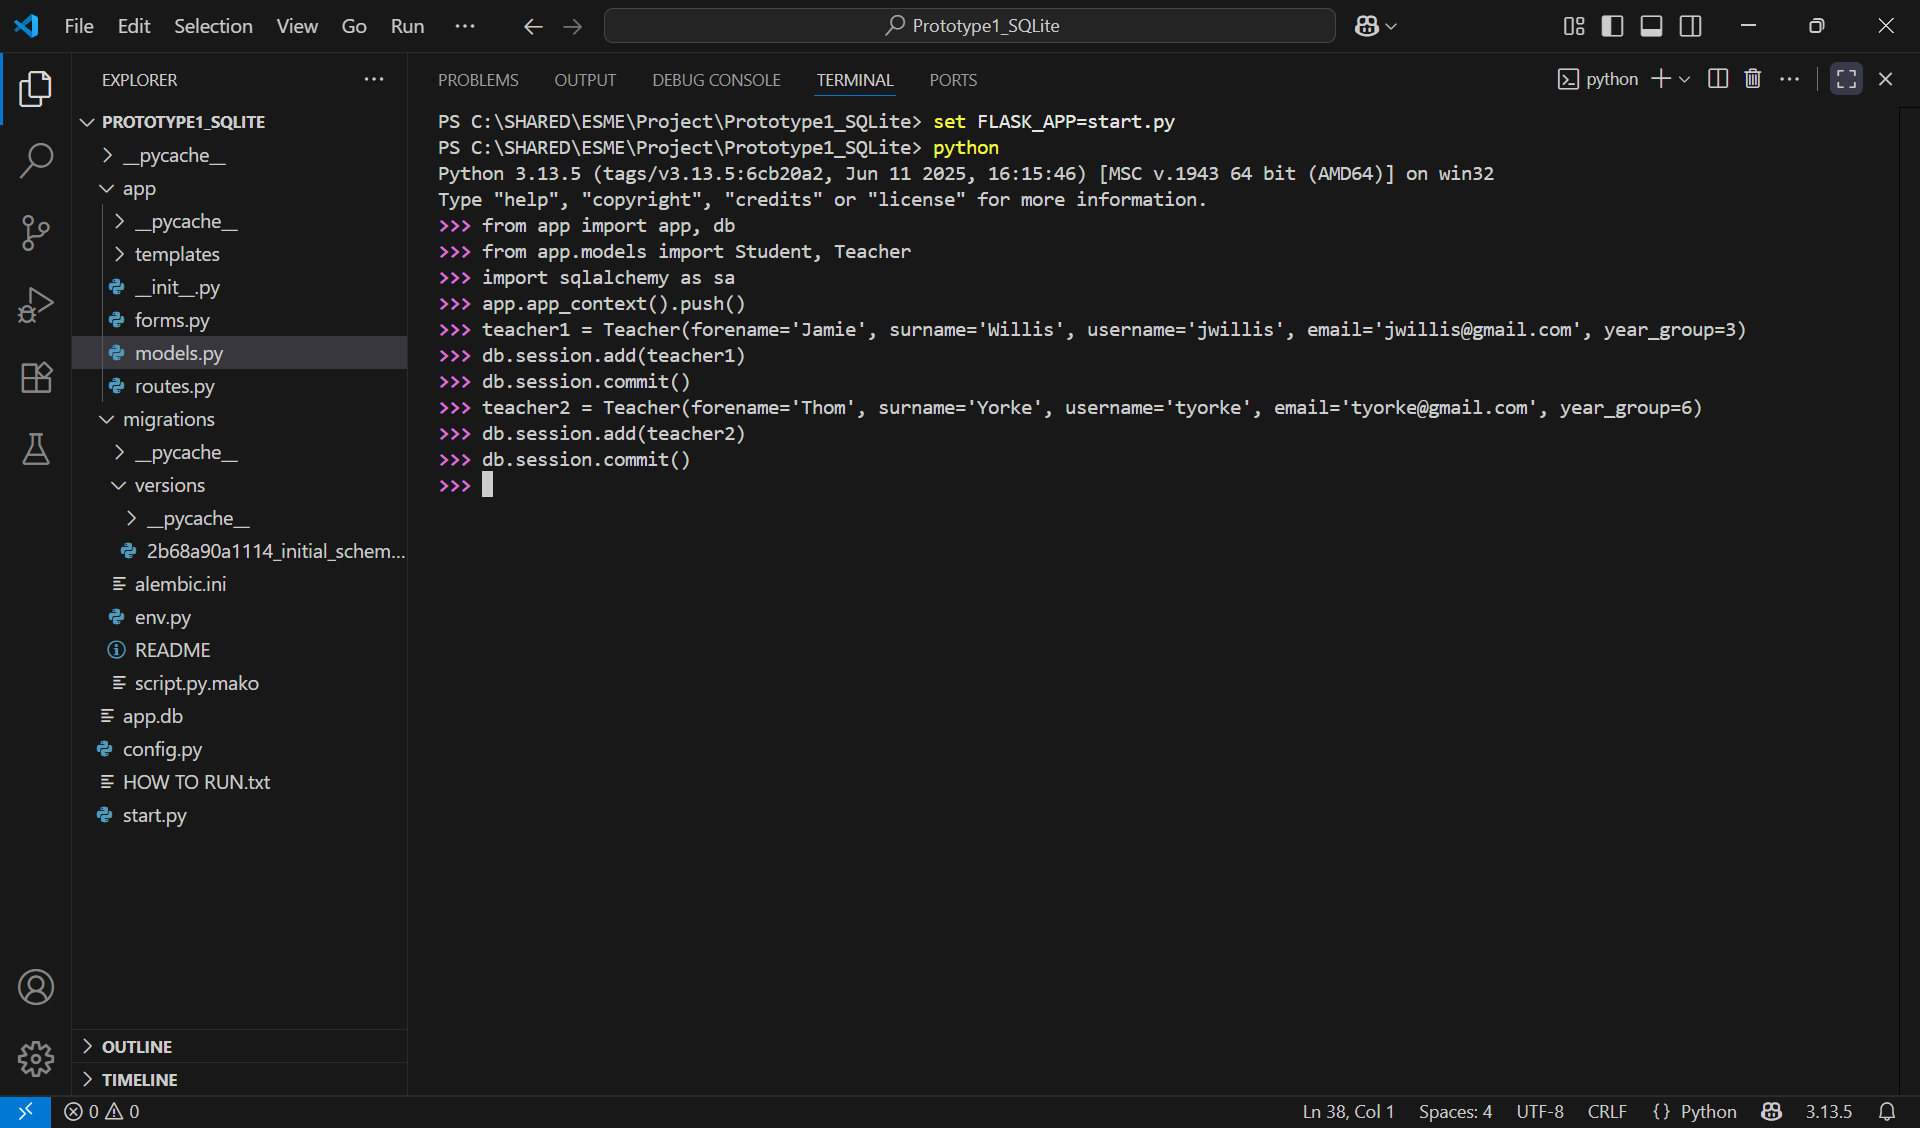 File Edit Selection View Go Run ··· Prototype1_SQLite
EXPLORER ···
PROTOTYPE1_SQLITE
__pycache__
app
__pycache__
templates
__init__.py
forms.py
models.py
routes.py
migrations
__pycache__
versions
__pycache__
2b68a90a1114_initial_schem...
alembic.ini
env.py
README
script.py.mako
app.db
config.py
HOW TO RUN.txt
start.py
OUTLINE
TIMELINE
PROBLEMS OUTPUT DEBUG CONSOLE TERMINAL PORTS python ···
PS C:\SHARED\ESME\Project\Prototype1_SQLite> set FLASK_APP=start.py
PS C:\SHARED\ESME\Project\Prototype1_SQLite> python
Python 3.13.5 (tags/v3.13.5:6cb20a2, Jun 11 2025, 16:15:46) [MSC v.1943 64 bit (AMD64)] on win32
Type "help", "copyright", "credits" or "license" for more information.
>>> from app import app, db
>>> from app.models import Student, Teacher
>>> import sqlalchemy as sa
>>> app.app_context().push()
>>> teacher1 = Teacher(forename='Jamie', surname='Willis', username='jwillis', email='jwillis@gmail.com', year_group=3)
>>> db.session.add(teacher1)
>>> db.session.commit()
>>> teacher2 = Teacher(forename='Thom', surname='Yorke', username='tyorke', email='tyorke@gmail.com', year_group=6)
>>> db.session.add(teacher2)
>>> db.session.commit()
>>>
0 0 Ln 38, Col 1 Spaces: 4 UTF-8 CRLF {} Python 3.13.5